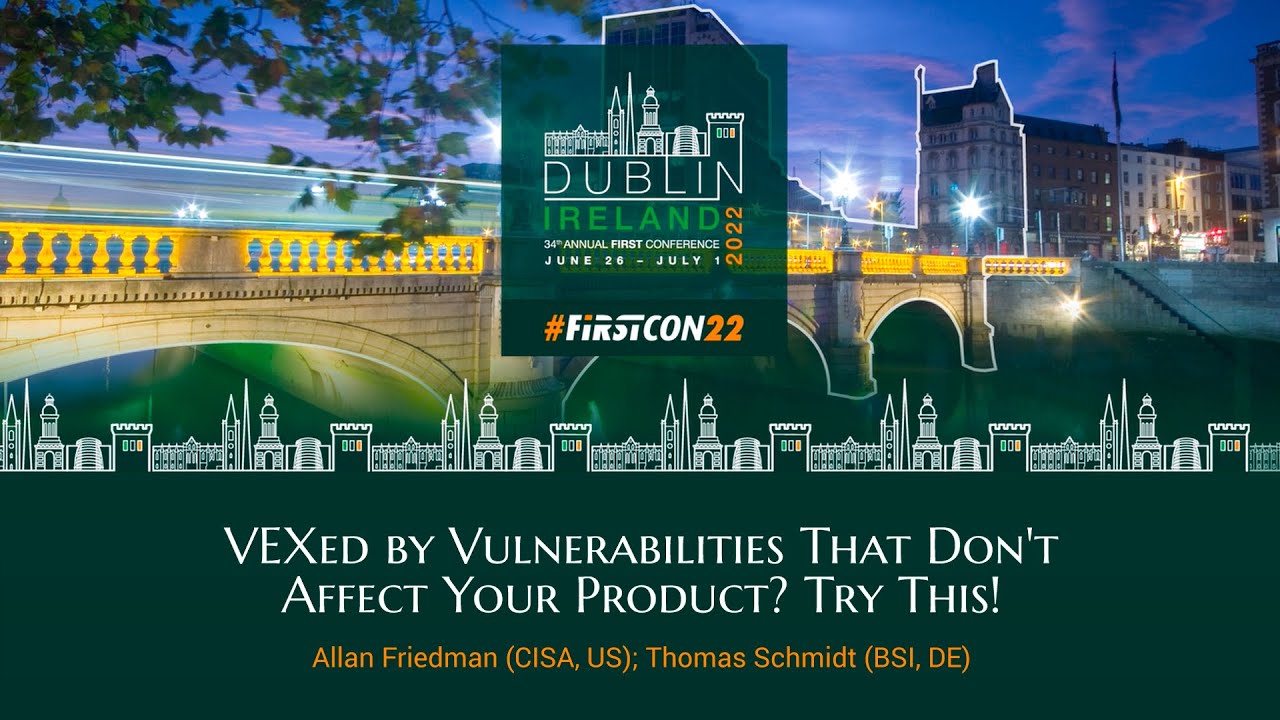 DUBLIN
IRELAND
2022
34th ANNUAL FIRST CONFERENCE
JUNE 26 – JULY 1
#FIRSTCON22
VEXed by Vulnerabilities That Don't
Affect Your Product? Try This!
Allan Friedman (CISA, US); Thomas Schmidt (BSI, DE)